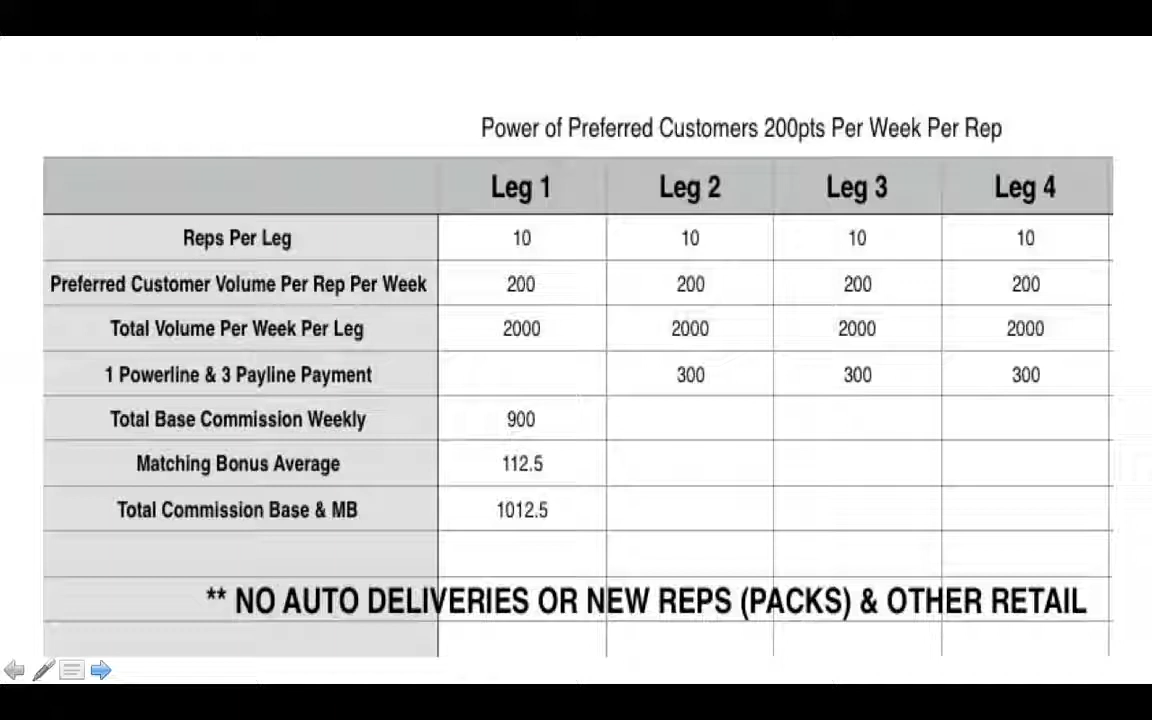 Power of Preferred Customers 200pts Per Week Per Rep
Leg 1 Leg 2 Leg 3 Leg 4
Reps Per Leg 10 10 10 10
Preferred Customer Volume Per Rep Per Week 200 200 200 200
Total Volume Per Week Per Leg 2000 2000 2000 2000
1 Powerline & 3 Payline Payment 300 300 300
Total Base Commission Weekly 900
Matching Bonus Average 112.5
Total Commission Base & MB 1012.5
** NO AUTO DELIVERIES OR NEW REPS (PACKS) & OTHER RETAIL